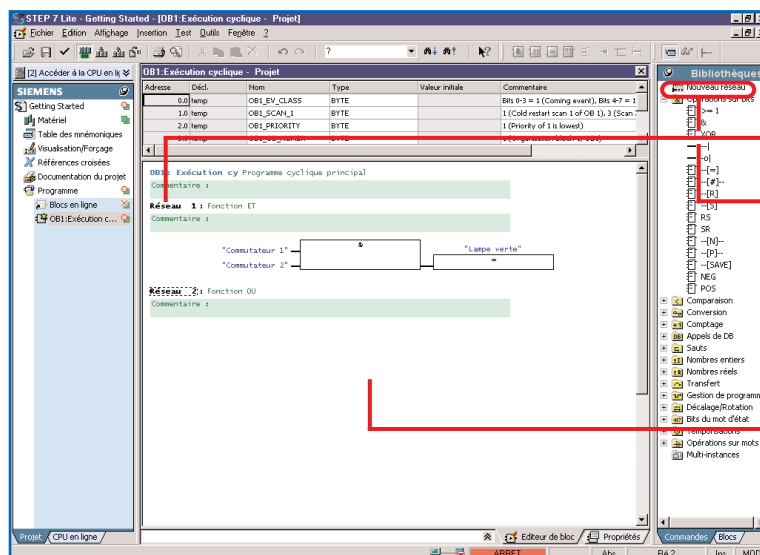 STEP 7 Lite - Getting Started - [OB1:Exécution cyclique - Projet]
Fichier Edition Affichage Insertion Test Outils Fenêtre ?
?
[2] Accéder à la CPU en li
SIEMENS
Getting Started
Matériel
Table des mnémoniques
Visualisation/Forçage
Références croisées
Documentation du projet
Programme
Blocs en ligne
OB1:Exécution c...
Projet CPU en ligne
OB1:Exécution cyclique - Projet
Adresse Décl. Nom Type Valeur initiale Commentaire
0.0 temp OB1_EV_CLASS BYTE Bits 0-3 = 1 (Coming event), Bits 4-7 = 1
1.0 temp OB1_SCAN_1 BYTE 1 (Cold restart scan 1 of OB 1), 3 (Scan
2.0 temp OB1_PRIORITY BYTE 1 (Priority of 1 is lowest)
OB1: Exécution cy Programme cyclique principal
Commentaire :
Réseau 1 : Fonction ET
Commentaire :
"Commutateur 1"
"Commutateur 2"
&
"Lampe verte"
=
Réseau 2 : Fonction OU
Commentaire :
Editeur de bloc Propriétés
Bibliothèques
Nouveau réseau
Opérations sur bits
>= 1
&
XOR
--|
--o|
--[=]
--[#]--
--[R]
--[S]
RS
SR
--[N]--
--[P]--
--[SAVE]
NEG
POS
Comparaison
Conversion
Comptage
Appels de DB
Sauts
Nombres entiers
Nombres réels
Transfert
Gestion de programm
Décalage/Rotation
Bits du mot d'état
Temporisations
Opérations sur mots
Multi-instances
Commandes Blocs
ARRET Abs Ré 2 Ins MOD